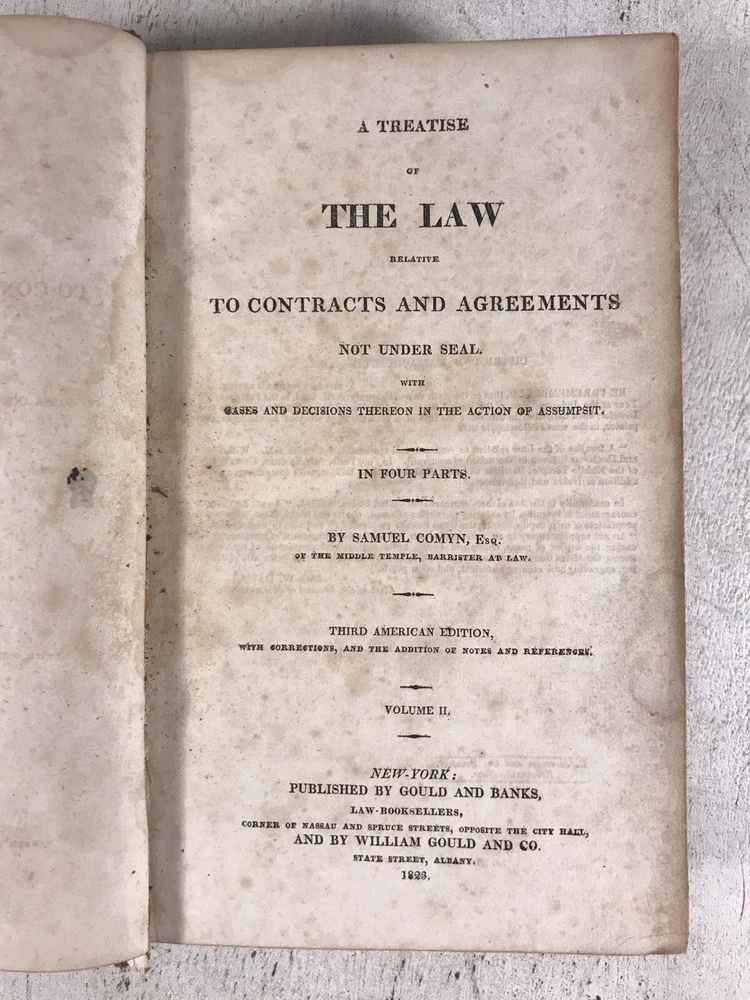 A TREATISE
OF
THE LAW
RELATIVE
TO CONTRACTS AND AGREEMENTS
NOT UNDER SEAL.
WITH
CASES AND DECISIONS THEREON IN THE ACTION OF ASSUMPSIT.
IN FOUR PARTS.
BY SAMUEL COMYN, Esq.
OF THE MIDDLE TEMPLE, BARRISTER AT LAW.
THIRD AMERICAN EDITION,
WITH CORRECTIONS, AND THE ADDITION OF NOTES AND REFERENCES.
VOLUME II.
NEW-YORK:
PUBLISHED BY GOULD AND BANKS,
LAW-BOOKSELLERS,
CORNER OF NASSAU AND SPRUCE STREETS, OPPOSITE THE CITY HALL,
AND BY WILLIAM GOULD AND CO.
STATE STREET, ALBANY.
1823.